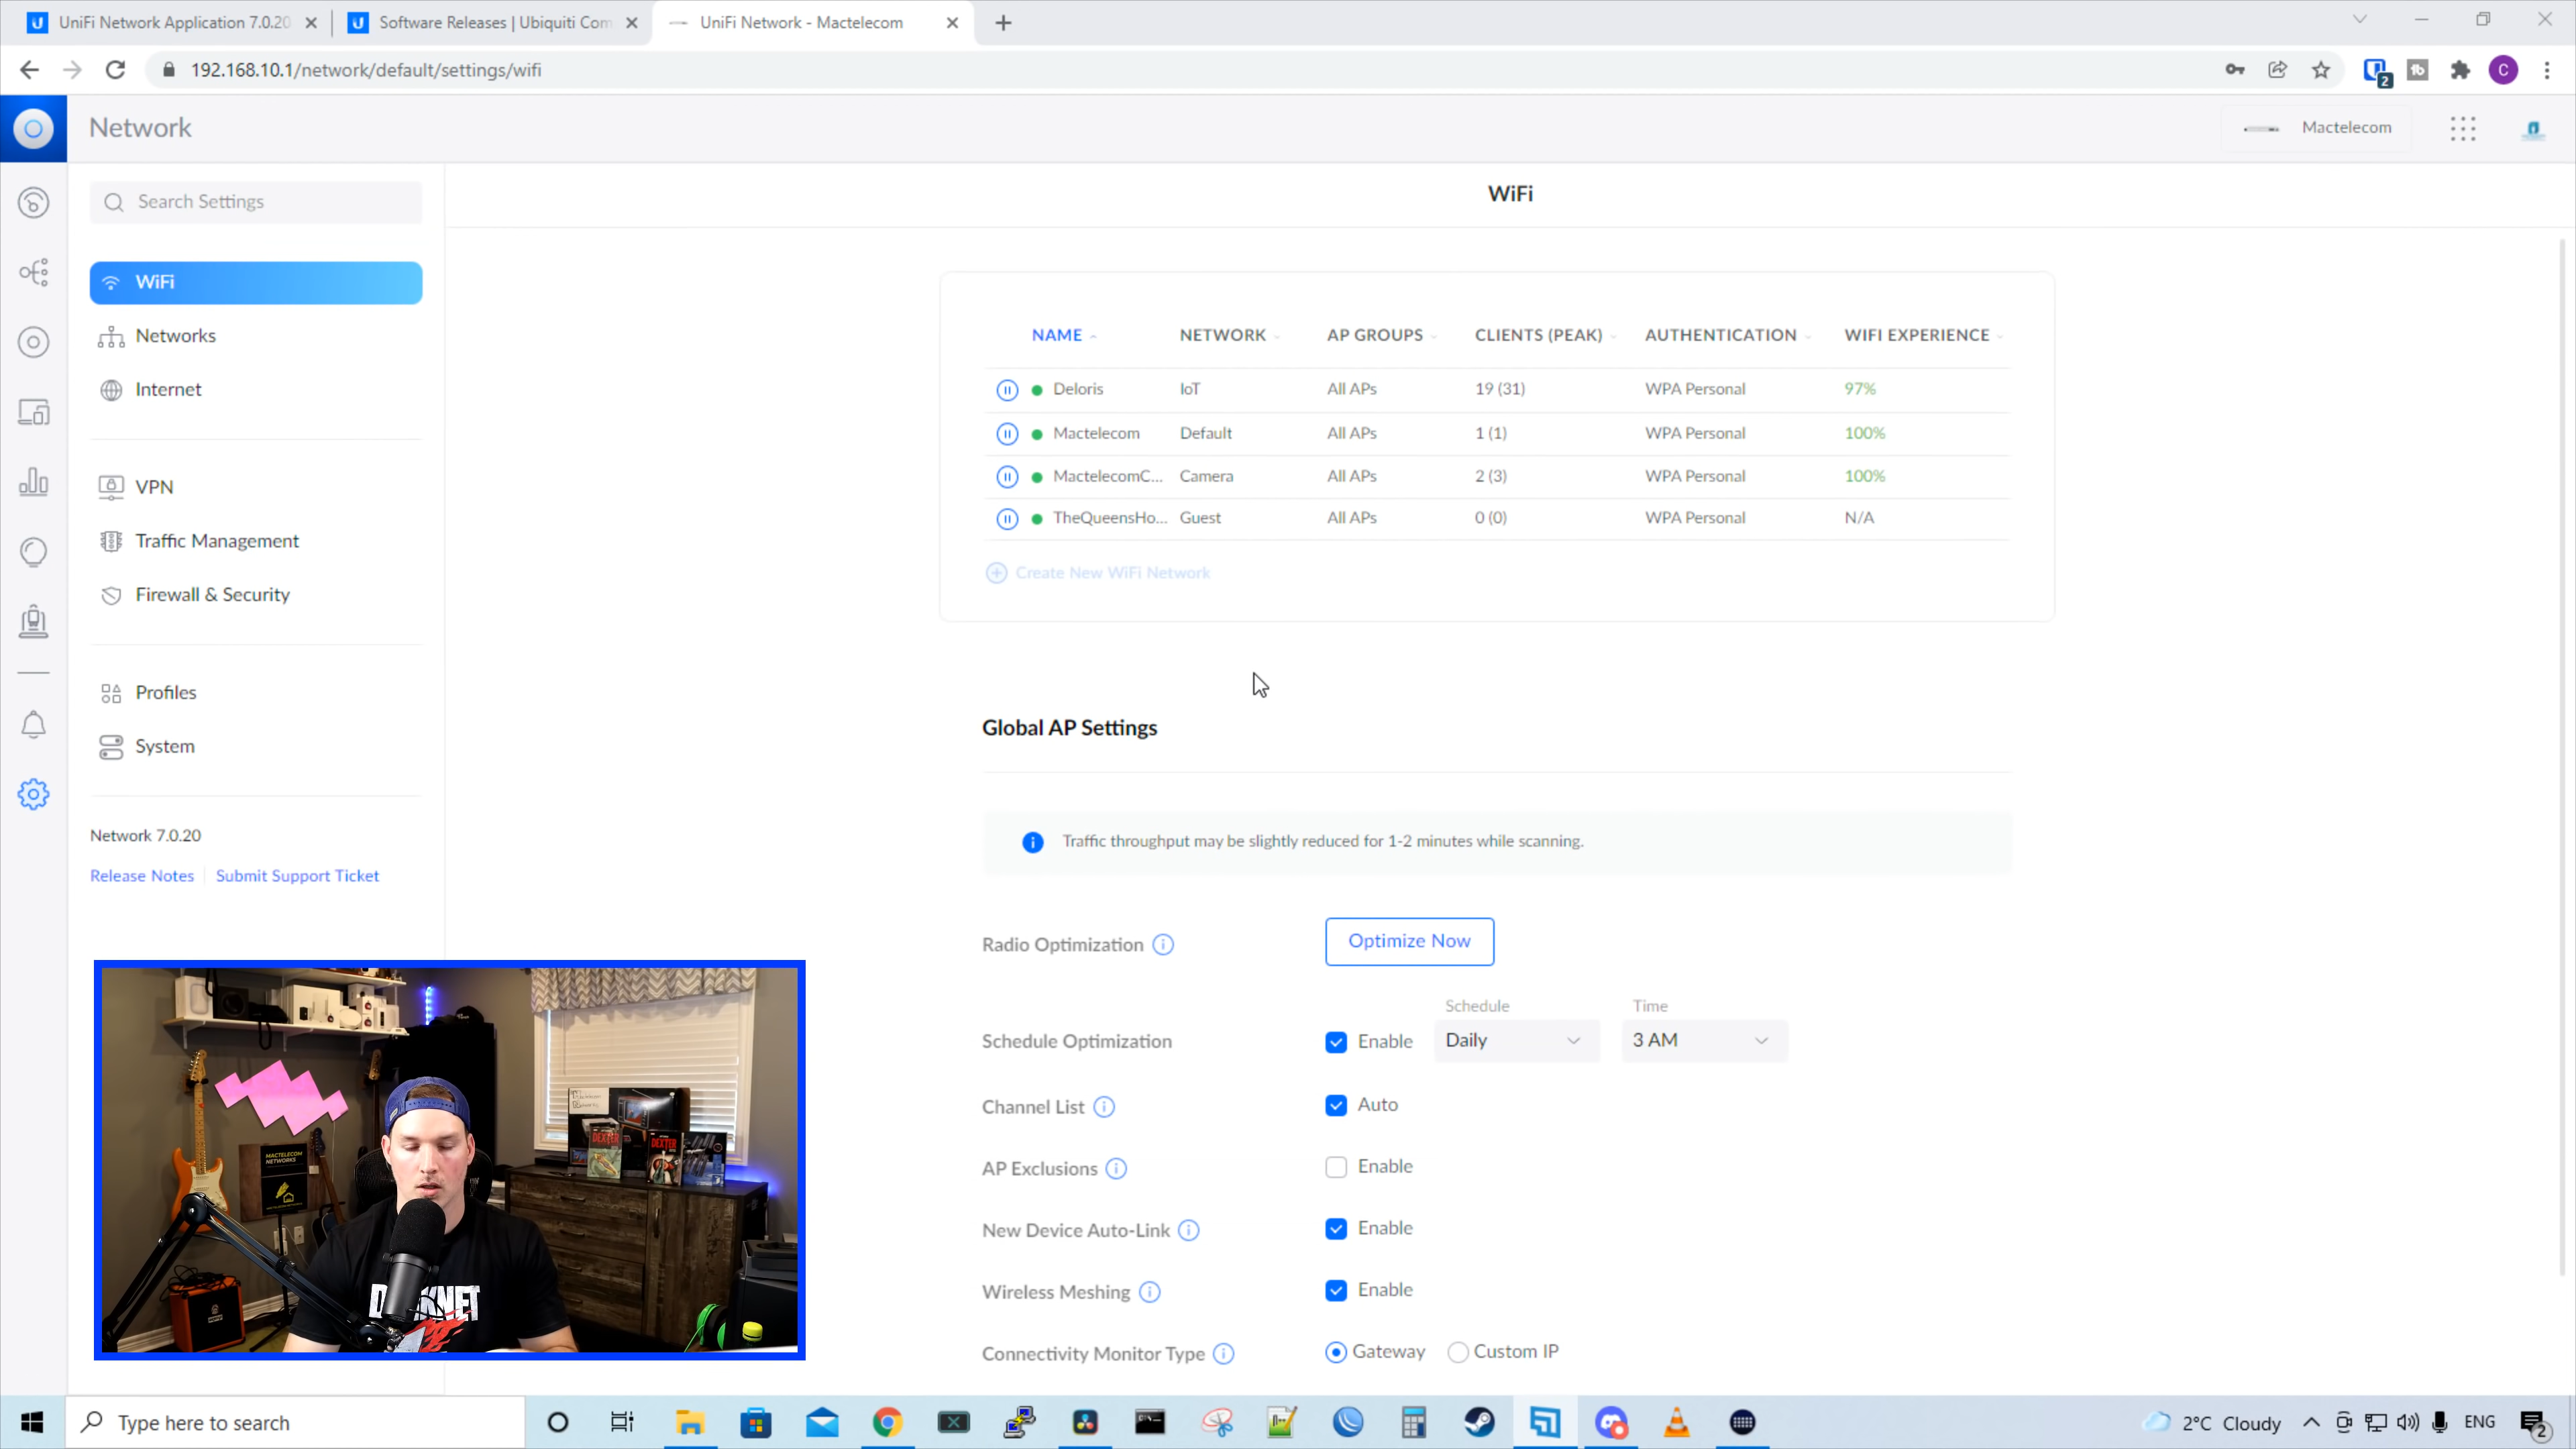 UniFi Network Application 7.0.20
Software Releases | Ubiquiti Com
UniFi Network - Mactelecom
192.168.10.1/network/default/settings/wifi
2
C
Network
Mactelecom
Search Settings
WiFi
WiFi
Networks
Internet
VPN
Traffic Management
Firewall & Security
Profiles
System
Network 7.0.20
Release Notes
Submit Support Ticket
NAME NETWORK AP GROUPS CLIENTS (PEAK) AUTHENTICATION WIFI EXPERIENCE
Deloris IoT All APs 19 (31) WPA Personal 97%
Mactelecom Default All APs 1 (1) WPA Personal 100%
MactelecomC... Camera All APs 2 (3) WPA Personal 100%
TheQueensHo... Guest All APs 0 (0) WPA Personal N/A
Create New WiFi Network
Global AP Settings
Traffic throughput may be slightly reduced for 1-2 minutes while scanning.
Radio Optimization Optimize Now
Schedule Time
Schedule Optimization Enable Daily 3 AM
Channel List Auto
AP Exclusions Enable
New Device Auto-Link Enable
Wireless Meshing Enable
Connectivity Monitor Type Gateway Custom IP
MACTELECOM
NETWORKS
DEXTER
DEXTER
Type here to search
2°C Cloudy
ENG
2